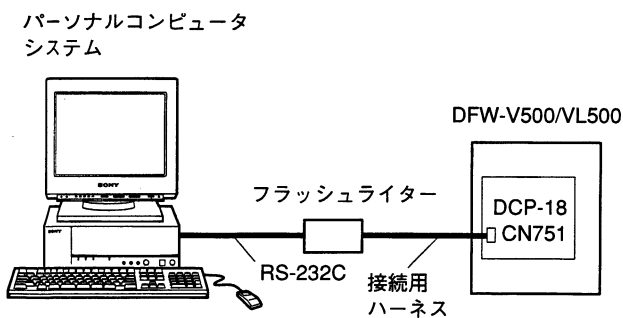 パーソナルコンピュータ
システム
DFW-V500/VL500
フラッシュライター
DCP-18
CN751
RS-232C
接続用
ハーネス
SONY
SONY